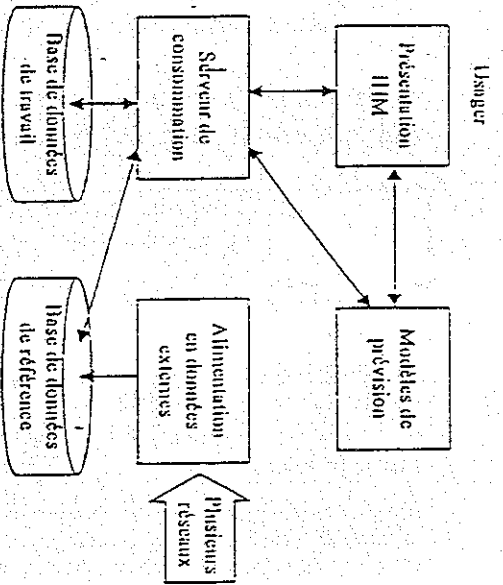 Usager
Présentation
IHM
Modèles de
prévision
Serveur de
consommation
Alimentation
en données
externes
Plusieurs
réseaux
Base de données
de travail
Base de données
de référence